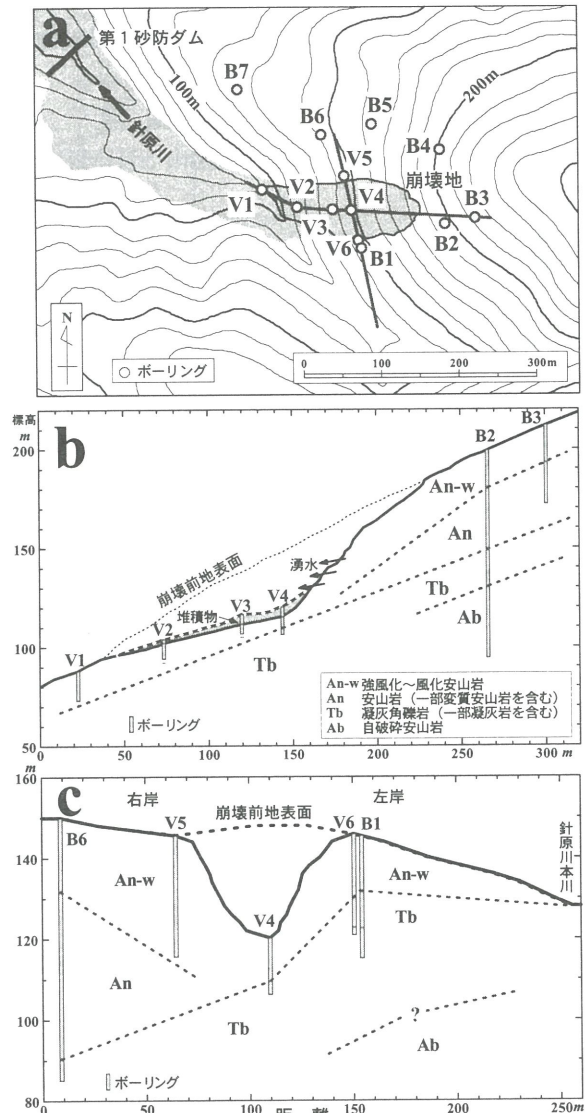 a
第1砂防ダム
100m
針原川
B7
B6
B5
200m
V5
B4
崩壊地
V1
V2
V3
V4
B3
V6
B1
B2
N
○ ボーリング
0 100 200 300m
標高
m
b
200
150
100
50
m
B3
B2
An-w
An
Tb
Ab
崩壊前地表面
湧水
堆積物
V4
V3
V2
V1
Tb
An-w 強風化～風化安山岩
An 安山岩（一部変質安山岩を含む）
Tb 凝灰角礫岩（一部凝灰岩を含む）
Ab 自破砕安山岩
ボーリング
0 50 100 150 200 250 300 m
160
140
120
100
80
c
右岸
左岸
崩壊前地表面
B6
V5
V6
B1
針原川本川
An-w
An-w
V4
Tb
An
Tb
?
Ab
ボーリング
0 50 100 150 200 250m
距離